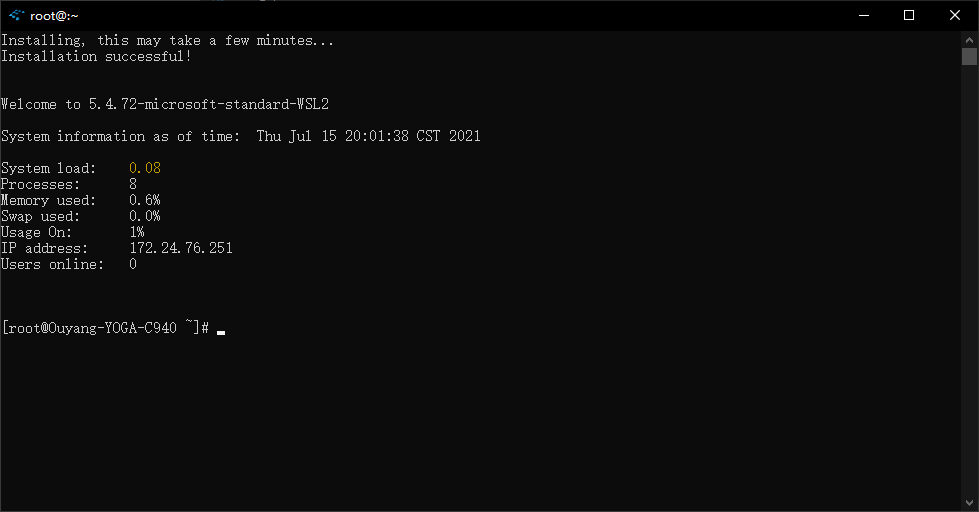 root@:~
Installing, this may take a few minutes...
Installation successful!
Welcome to 5.4.72-microsoft-standard-WSL2
System information as of time:  Thu Jul 15 20:01:38 CST 2021
System load:    0.08
Processes:      8
Memory used:    0.6%
Swap used:      0.0%
Usage On:       1%
IP address:     172.24.76.251
Users online:   0
[root@Ouyang-YOGA-C940 ~]#